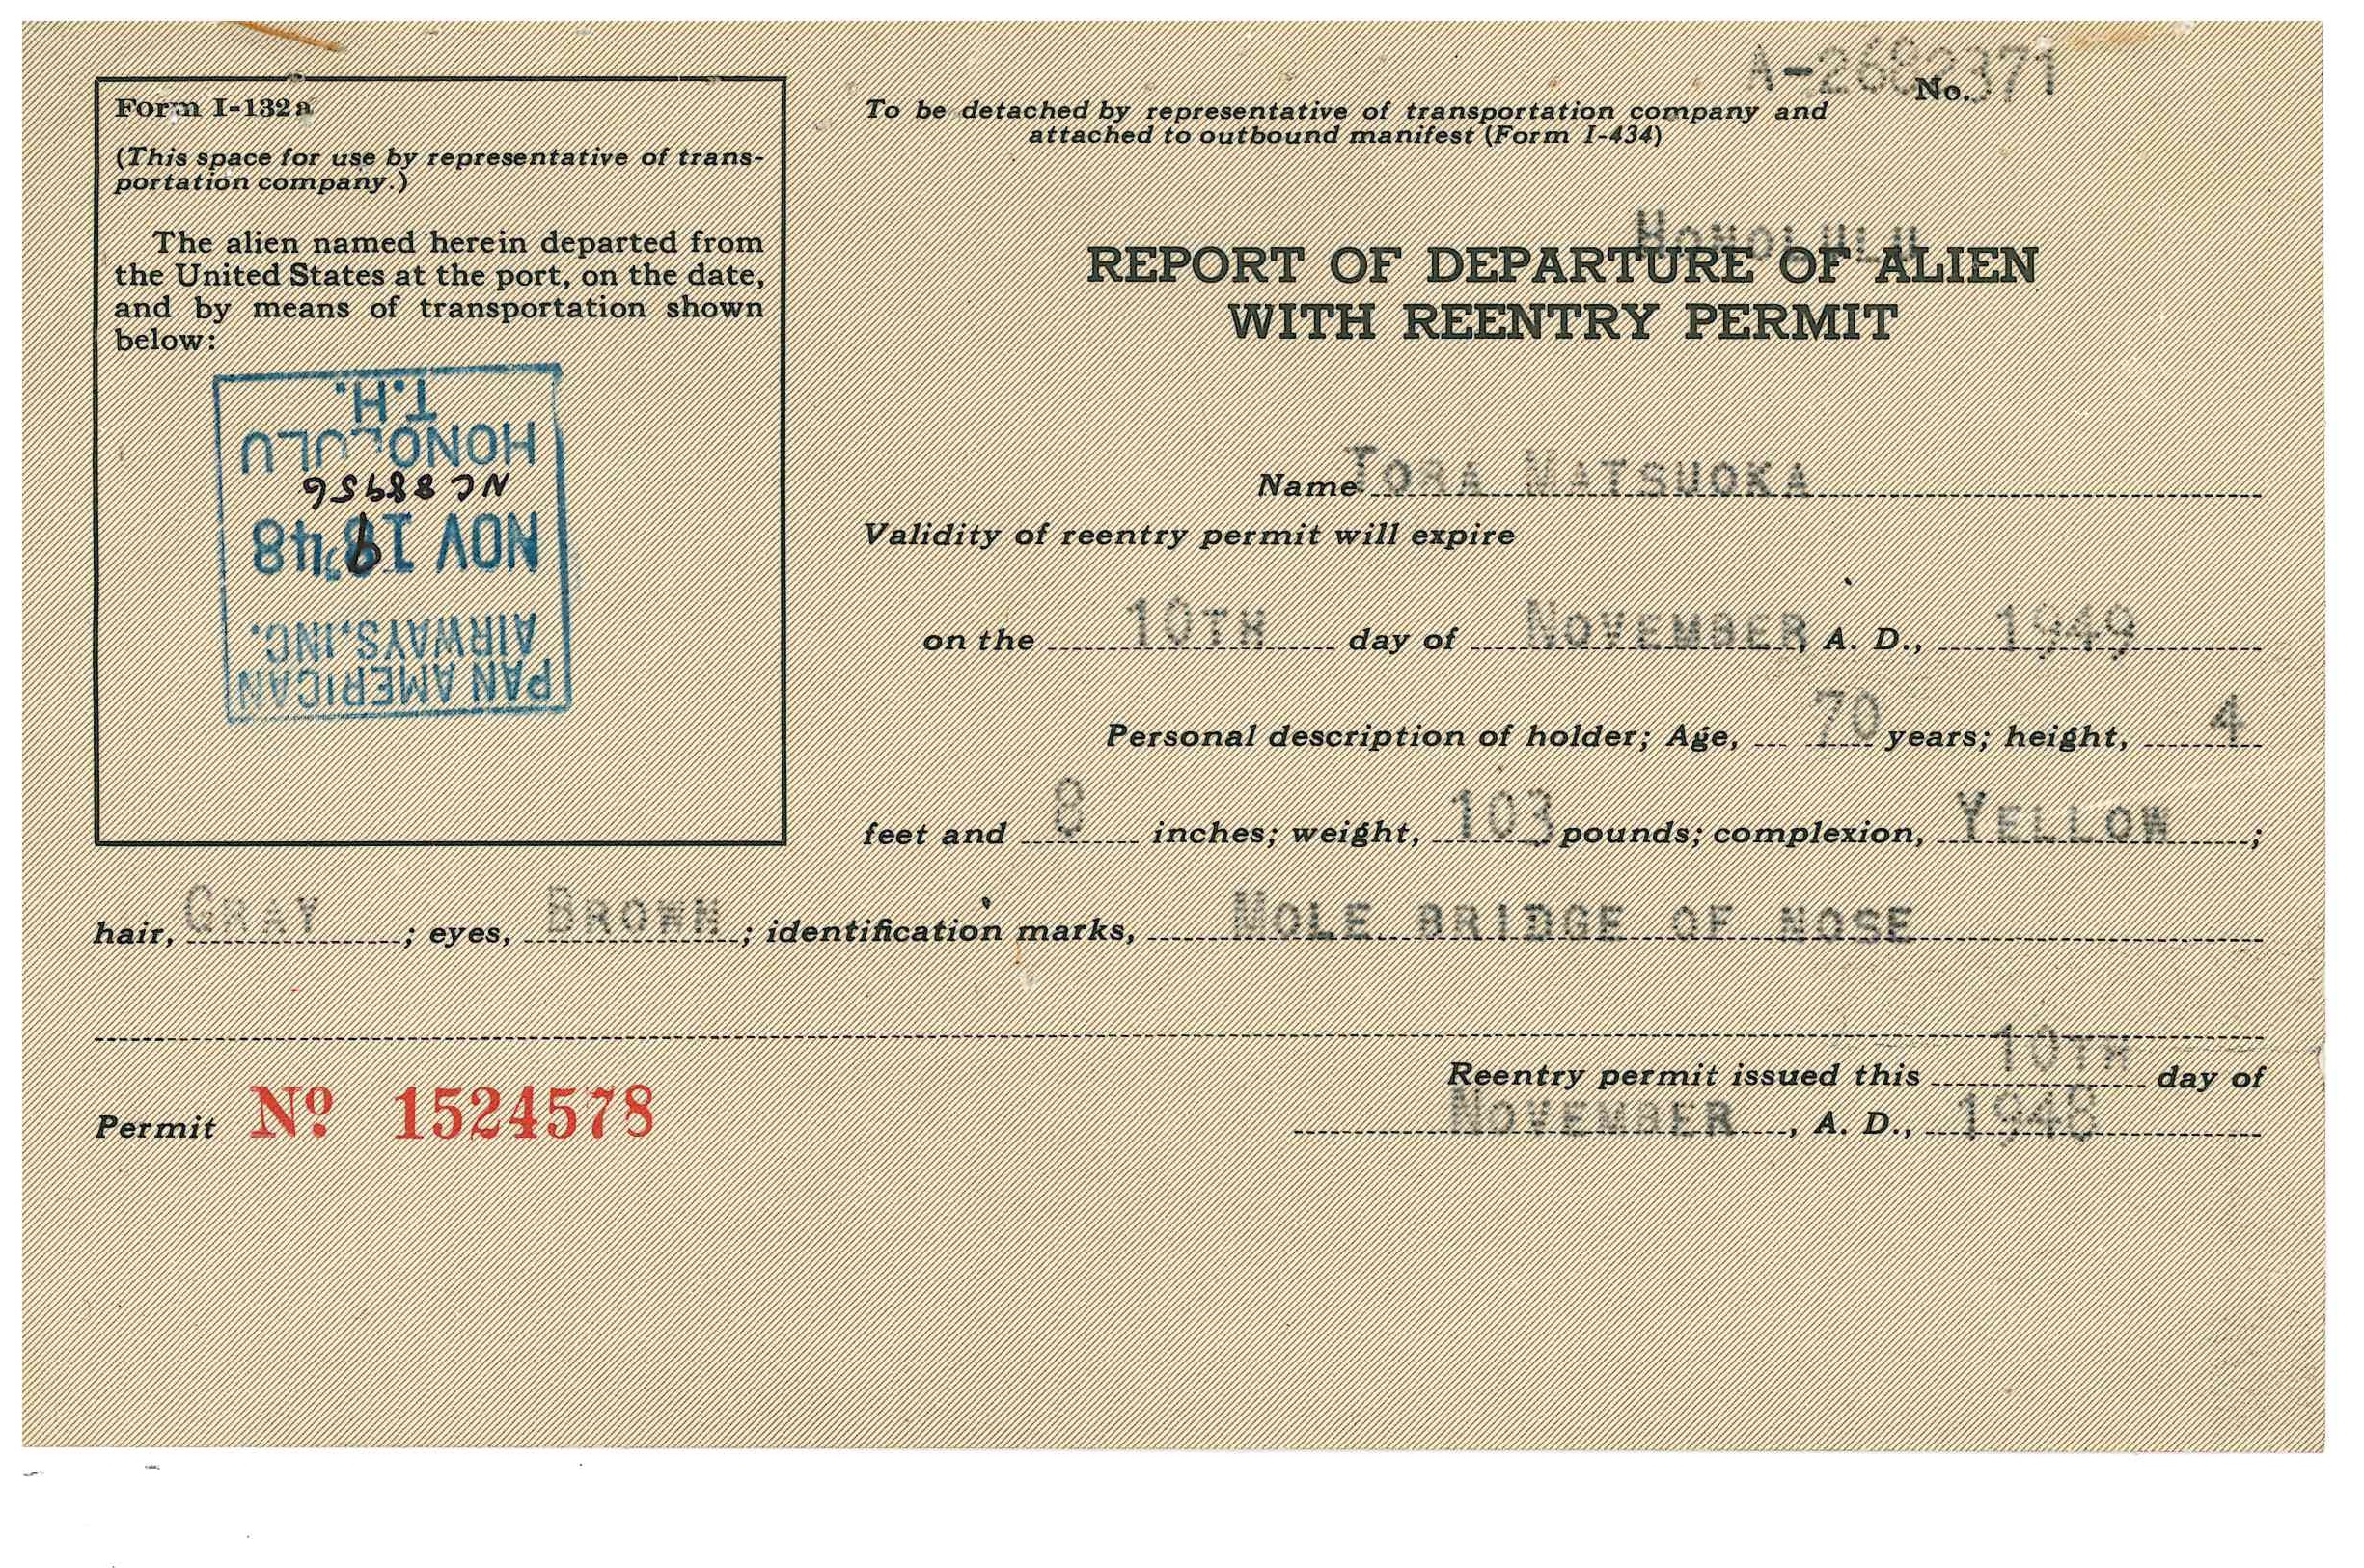 A-2682371
No.
Form I-132a
(This space for use by representative of trans-
portation company.)
The alien named herein departed from
the United States at the port, on the date,
and by means of transportation shown
below:
PAN AMERICAN
AIRWAYS, INC.
NOV 19 '48
NC 88956
HONOLULU
T.H.
To be detached by representative of transportation company and
attached to outbound manifest (Form I-434)
HONOLULU
REPORT OF DEPARTURE OF ALIEN
WITH REENTRY PERMIT
Name TORA MATSUOKA
Validity of reentry permit will expire
on the 10TH day of NOVEMBER, A. D., 1949
Personal description of holder; Age, 70 years; height, 4
feet and 8 inches; weight, 103 pounds; complexion, YELLOW ;
hair, GRAY ; eyes, BROWN ; identification marks, MOLE BRIDGE OF NOSE
Reentry permit issued this 10TH day of
NOVEMBER, A. D., 1948
Permit No. 1524578